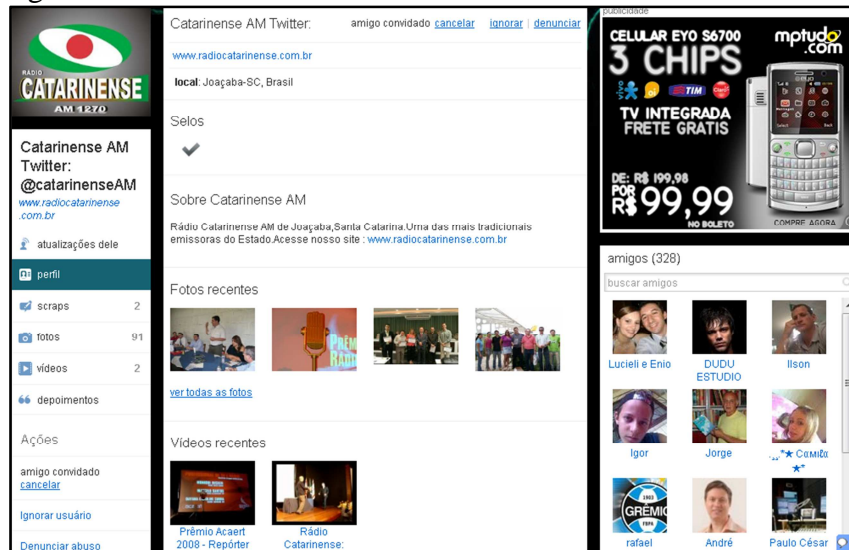 RÁDIO
CATARINENSE
AM 1270
Catarinense AM
Twitter:
@catarinenseAM
www.radiocatarinense
.com.br
atualizações dele
perfil
scraps 2
fotos 91
vídeos 2
depoimentos
Ações
amigo convidado
cancelar
Ignorar usuário
Denunciar abuso
Catarinense AM Twitter: amigo convidado cancelar ignorar | denunciar
www.radiocatarinense.com.br
local: Joaçaba-SC, Brasil
Selos
Sobre Catarinense AM
Rádio Catarinense AM de Joaçaba,Santa Catarina.Uma das mais tradicionais
emissoras do Estado.Acesse nosso site : www.radiocatarinense.com.br
Fotos recentes
ver todas as fotos
Vídeos recentes
Prêmio Acaert
2008 - Repórter
Rádio
Catarinense:
publicidade
CELULAR EYO S6700
3 CHIPS
mptudo
.com
vivo
oi
TIM
Claro
TV INTEGRADA
FRETE GRATIS
DE: R$ 199,98
POR
R$ 99,99
NO BOLETO
COMPRE AGORA
amigos (328)
buscar amigos
Lucieli e Enio
DUDU
ESTUDIO
Ilson
Igor
Jorge
GRÊMIO
rafael
André
Paulo César